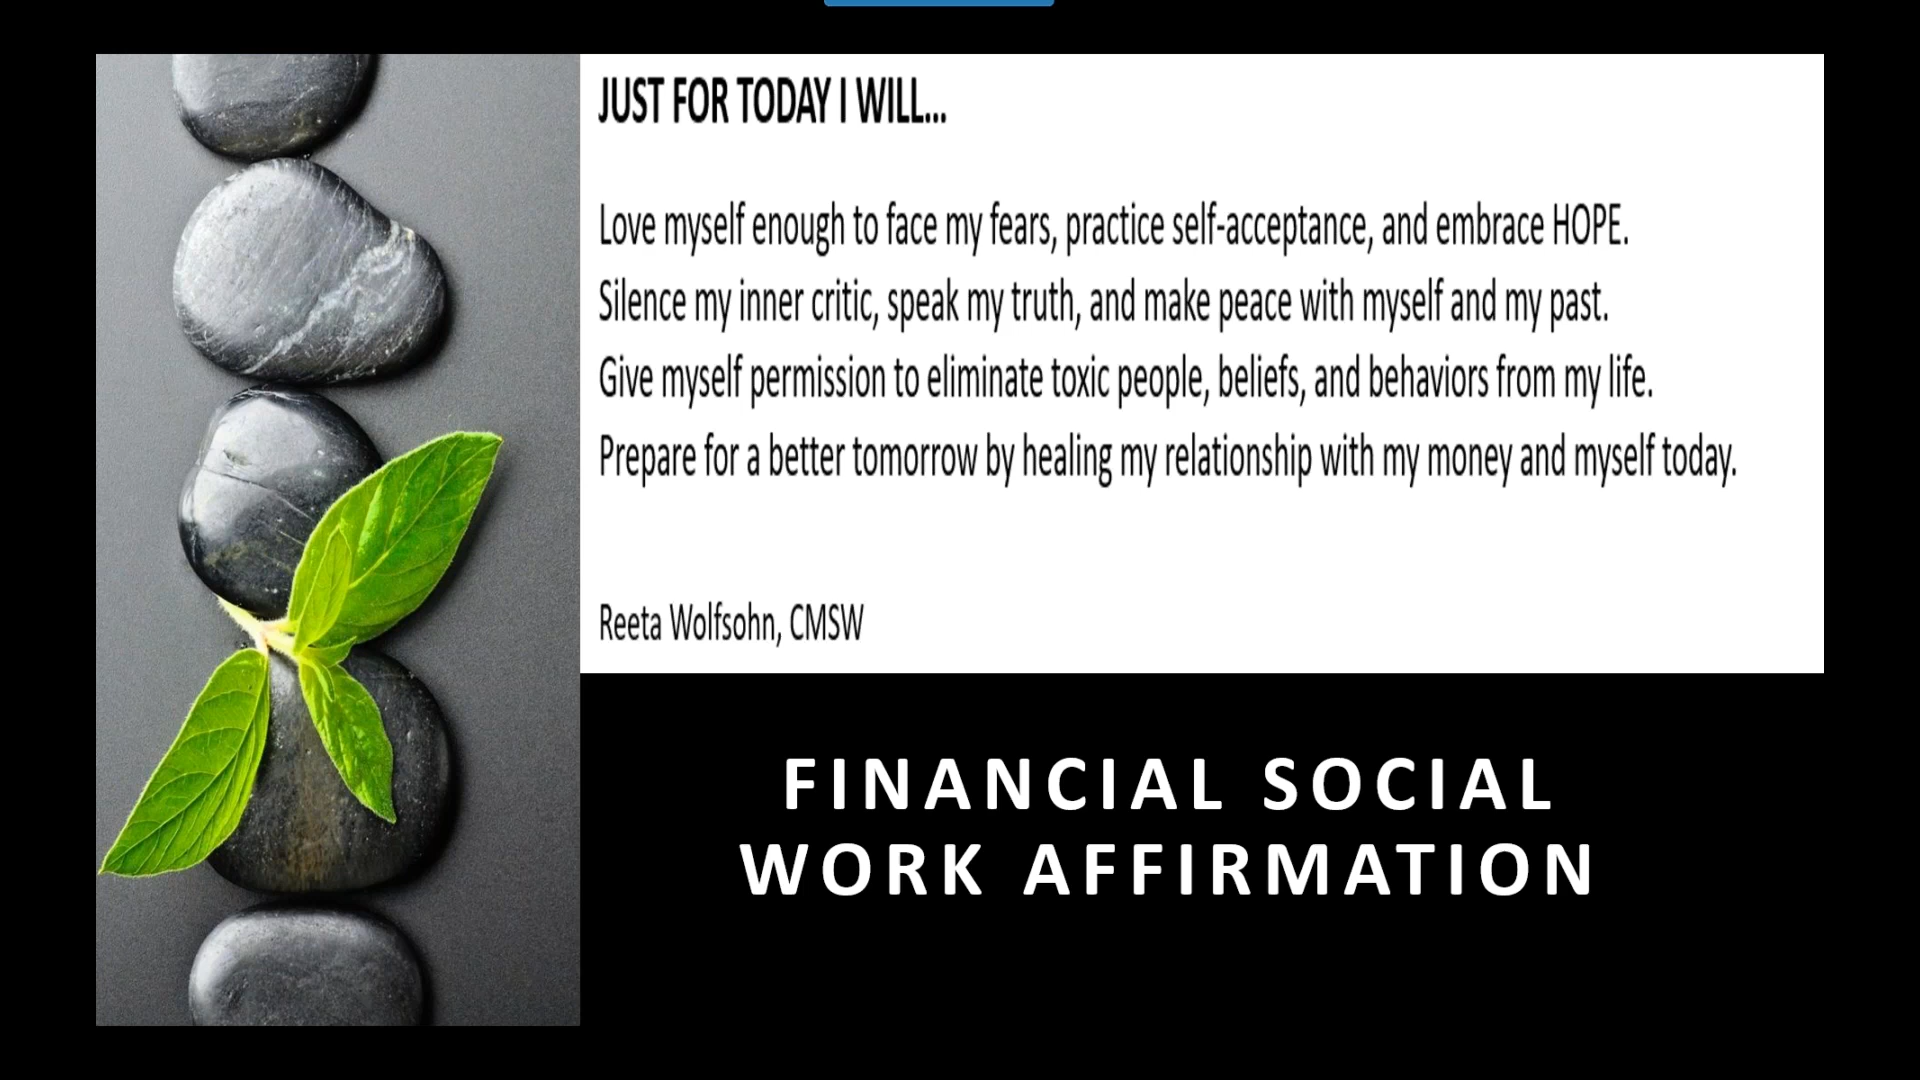 JUST FOR TODAY I WILL...
Love myself enough to face my fears, practice self-acceptance, and embrace HOPE.
Silence my inner critic, speak my truth, and make peace with myself and my past.
Give myself permission to eliminate toxic people, beliefs, and behaviors from my life.
Prepare for a better tomorrow by healing my relationship with my money and myself today.
Reeta Wolfsohn, CMSW
FINANCIAL SOCIAL
WORK AFFIRMATION